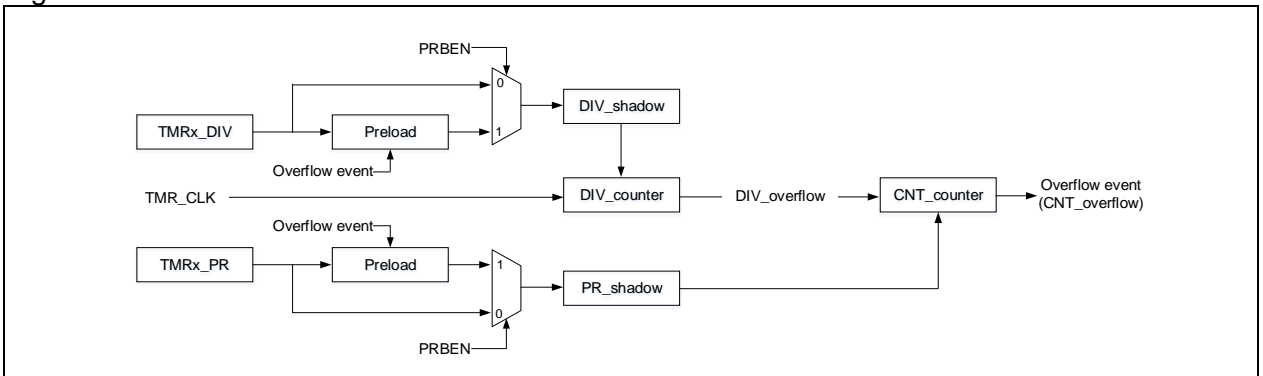 PRBEN
0
DIV_shadow
TMRx_DIV
Preload
1
Overflow event
TMR_CLK
DIV_counter
DIV_overflow
CNT_counter
Overflow event
(CNT_overflow)
Overflow event
TMRx_PR
Preload
1
PR_shadow
0
PRBEN